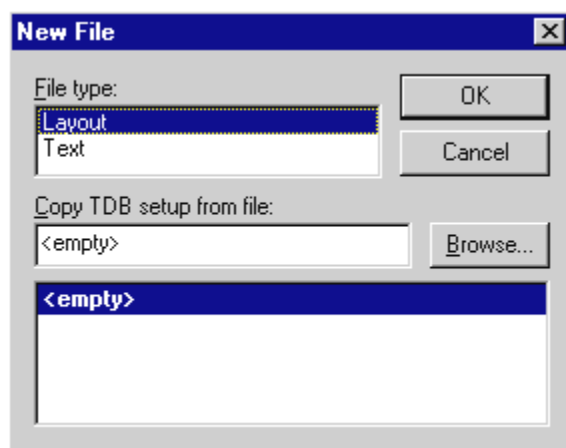 New File
File type:
Layout
Text
OK
Cancel
Copy TDB setup from file:
<empty>
Browse...
<empty>